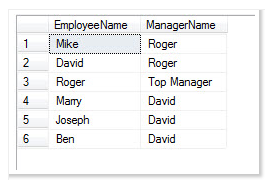 EmployeeName ManagerName
1 Mike Roger
2 David Roger
3 Roger Top Manager
4 Marry David
5 Joseph David
6 Ben David